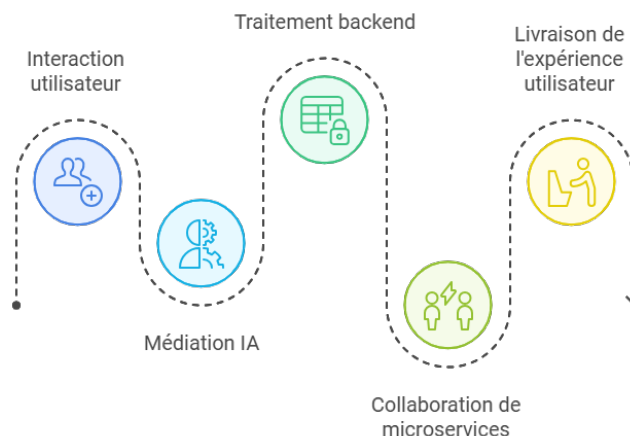 Interaction
utilisateur
Médiation IA
Traitement backend
Collaboration de
microservices
Livraison de
l'expérience
utilisateur